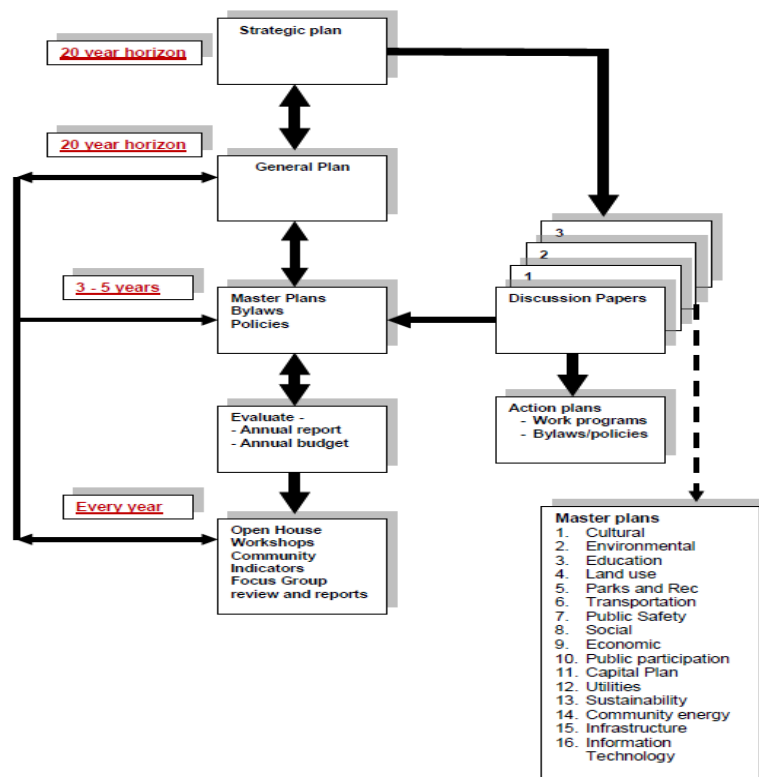 Strategic plan
20 year horizon
20 year horizon
General Plan
3
2
1
3 - 5 years
Master Plans
Bylaws
Policies
Discussion Papers
Evaluate -
- Annual report
- Annual budget
Action plans
- Work programs
- Bylaws/policies
Every year
Open House
Workshops
Community
Indicators
Focus Group
review and reports
Master plans
1. Cultural
2. Environmental
3. Education
4. Land use
5. Parks and Rec
6. Transportation
7. Public Safety
8. Social
9. Economic
10. Public participation
11. Capital Plan
12. Utilities
13. Sustainability
14. Community energy
15. Infrastructure
16. Information
Technology